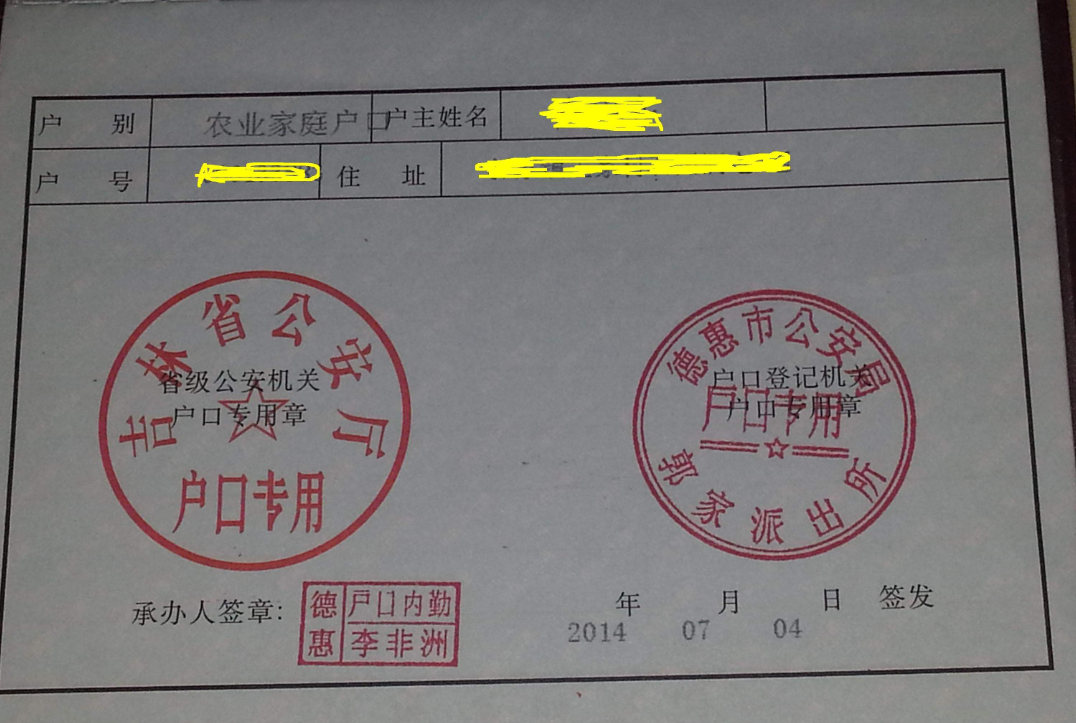 户 别 农业家庭户口 户主姓名
户 号 住 址
吉林省公安厅
省级公安机关
户口专用章
户口专用
德惠市公安局
户口登记机关
户口专用章
户口专用
郭家派出所
承办人签章:
德惠
户口内勤
李非洲
年 月 日 签发
2014 07 04